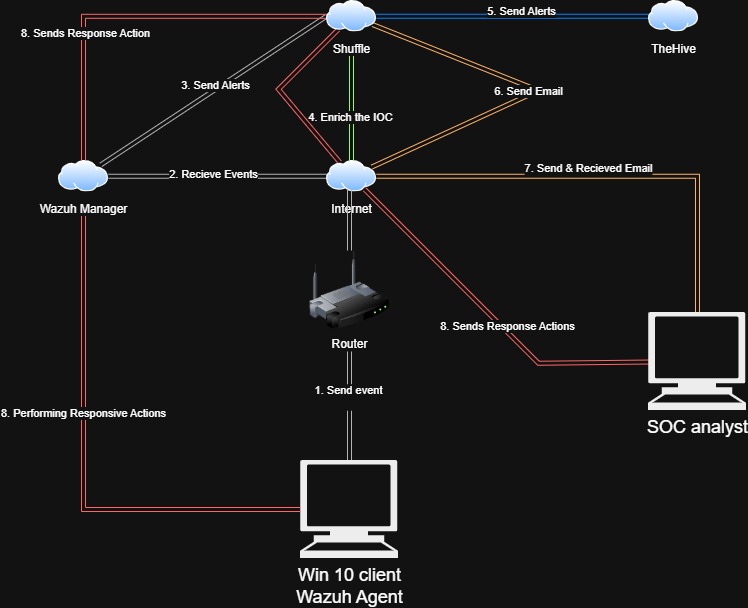 5. Send Alerts
8. Sends Response Action
Shuffle
TheHive
3. Send Alerts
6. Send Email
4. Enrich the IOC
7. Send & Recieved Email
2. Recieve Events
Wazuh Manager
Internet
8. Sends Response Actions
Router
1. Send event
8. Performing Responsive Actions
SOC analyst
Win 10 client
Wazuh Agent